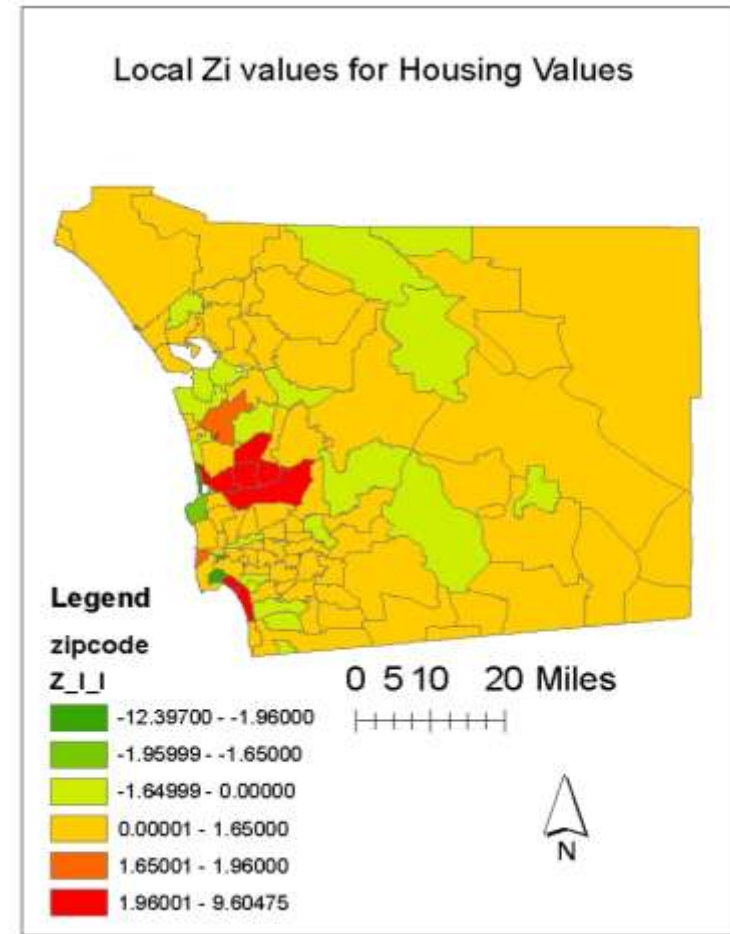 Local Zi values for Housing Values
Legend
zipcode
Z_I_I
-12.39700 - -1.96000
-1.95999 - -1.65000
-1.64999 - 0.00000
0.00001 - 1.65000
1.65001 - 1.96000
1.96001 - 9.60475
0 5 10 20 Miles
N